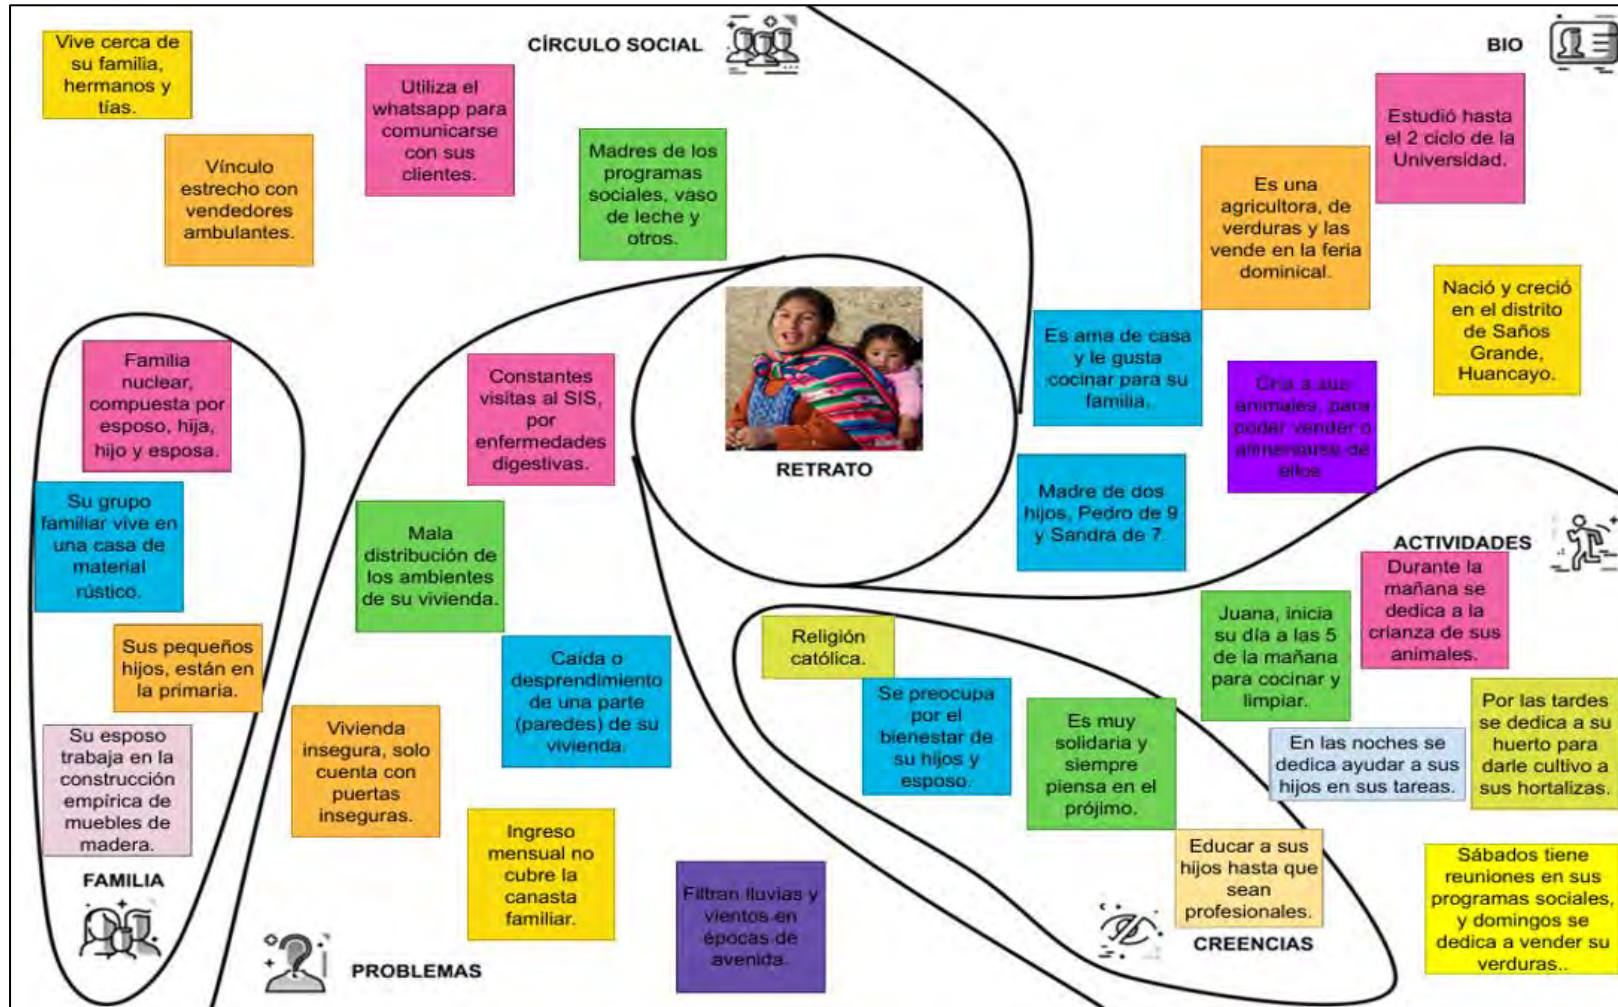 CÍRCULO SOCIAL
Vive cerca de
su familia,
hermanos y
tías.
Vínculo
estrecho con
vendedores
ambulantes.
Utiliza el
whatsapp para
comunicarse
con sus
clientes.
Madres de los
programas
sociales, vaso
de leche y
otros.
BIO
Estudió hasta
el 2 ciclo de la
Universidad.
Es una
agricultora, de
verduras y las
vende en la feria
dominical.
Nació y creció
en el distrito
de Saños
Grande,
Huancayo.
Es ama de casa
y le gusta
cocinar para su
familia.
Cria a sus
animales, para
poder vender o
alimentarse de
ellos
Madre de dos
hijos, Pedro de 9
y Sandra de 7.
RETRATO
Familia
nuclear,
compuesta por
esposo, hija,
hijo y esposa.
Su grupo
familiar vive en
una casa de
material
rústico.
Sus pequeños
hijos, están en
la primaria.
Su esposo
trabaja en la
construcción
empírica de
muebles de
madera.
FAMILIA
Constantes
visitas al SIS,
por
enfermedades
digestivas.
Mala
distribución de
los ambientes
de su vivienda.
Caída o
desprendimiento
de una parte
(paredes) de su
vivienda.
Vivienda
insegura, solo
cuenta con
puertas
inseguras.
Ingreso
mensual no
cubre la
canasta
familiar.
Filtran lluvias y
vientos en
épocas de
avenida.
PROBLEMAS
Religión
católica.
Se preocupa
por el
bienestar de
su hijos y
esposo.
Es muy
solidaria y
siempre
piensa en el
prójimo.
Educar a sus
hijos hasta que
sean
profesionales.
CREENCIAS
ACTIVIDADES
Durante la
mañana se
dedica a la
crianza de sus
animales.
Juana, inicia
su día a las 5
de la mañana
para cocinar y
limpiar.
Por las tardes
se dedica a su
huerto para
darle cultivo a
sus hortalizas.
En las noches se
dedica ayudar a sus
hijos en sus tareas.
Sábados tiene
reuniones en sus
programas sociales,
y domingos se
dedica a vender su
verduras..